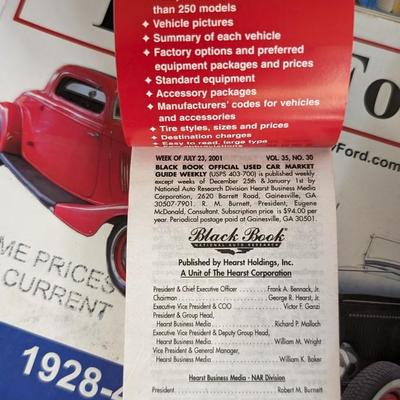 than 250 models
✦ Vehicle pictures
✦ Summary of each vehicle
✦ Factory options and preferred
equipment packages and prices
✦ Standard equipment
✦ Accessory packages
✦ Manufacturers' codes for vehicles
and accessories
✦ Tire styles, sizes and prices
✦ Destination charges
✦ Easy to read, large type
WEEK OF JULY 23, 2001 VOL. 35, NO. 30
BLACK BOOK OFFICIAL USED CAR MARKET
GUIDE WEEKLY (USPS 403-700) is published weekly
except weeks of December 25th & January 1st by
National Auto Research Division Hearst Business Media
Corporation, 2620 Barrett Road, Gainesville, GA
30507-7901. R. M. Burnett, President, Eugene
McDonald, Consultant. Subscription price is $94.00 per
year. Periodical postage paid at Gainesville, GA 30501.
Black Book
NATIONAL AUTO RESEARCH
Published by Hearst Holdings, Inc.
A Unit of The Hearst Corporation
President & Chief Executive Officer Frank A. Bennack, Jr.
Chairman George R. Hearst, Jr.
Executive Vice President & COO Victor F. Ganzi
President & Group Head,
Hearst Business Media Richard P. Malloch
Executive Vice President & Deputy Group Head,
Hearst Business Media William M. Wright
Vice President & General Manager,
Hearst Business Media William K. Baker
Hearst Business Media - NAR Division
President Robert M. Burnett
Fo
Ford.com
ME PRICES
CURRENT
1928-